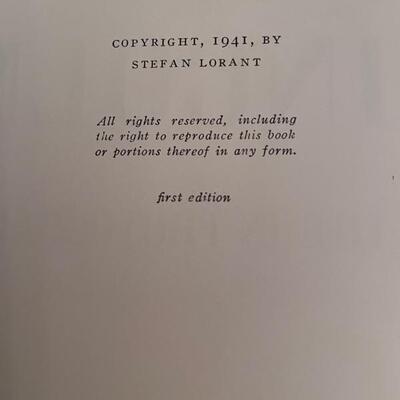 COPYRIGHT, 1941, BY
STEFAN LORANT
All rights reserved, including
the right to reproduce this book
or portions thereof in any form.
first edition